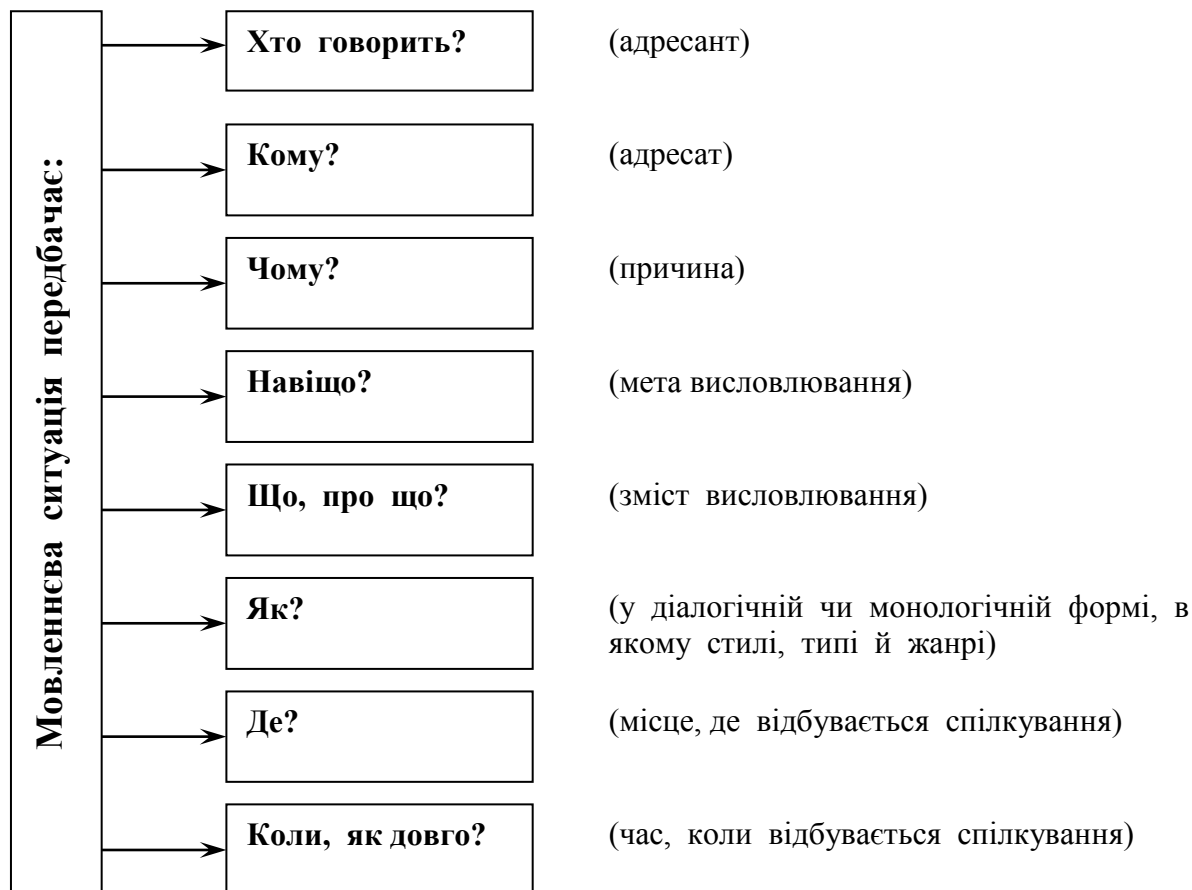 Мовленнєва ситуація передбачає:
Хто говорить?
(адресант)
Кому?
(адресат)
Чому?
(причина)
Навіщо?
(мета висловлювання)
Що, про що?
(зміст висловлювання)
Як?
(у діалогічній чи монологічній формі, в
якому стилі, типі й жанрі)
Де?
(місце, де відбувається спілкування)
Коли, як довго?
(час, коли відбувається спілкування)